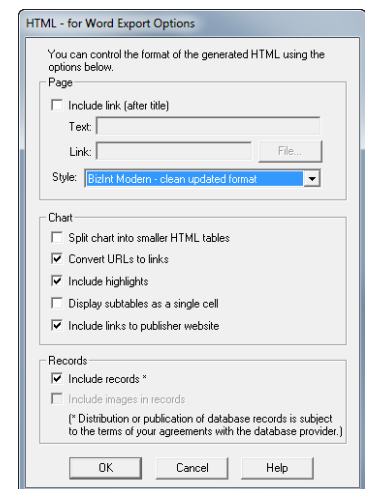 HTML - for Word Export Options
You can control the format of the generated HTML using the
options below.
Page
Include link (after title)
Text:
Link:
File...
Style: BizInt Modern - clean updated format
Chart
Split chart into smaller HTML tables
Convert URLs to links
Include highlights
Display subtables as a single cell
Include links to publisher website
Records
Include records *
Include images in records
(* Distribution or publication of database records is subject
to the terms of your agreements with the database provider.)
OK Cancel Help